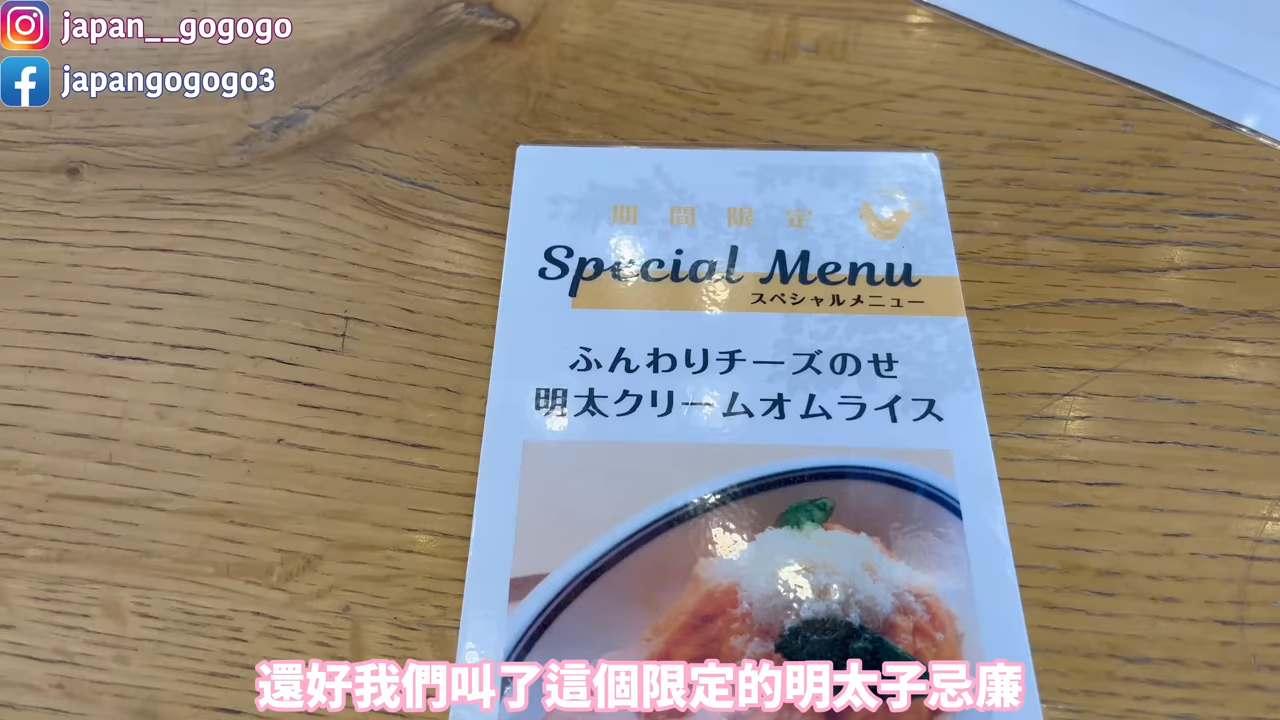 japan__gogogo
japangogogo3
期間限定
Special Menu
スペシャルメニュー
ふんわりチーズのせ
明太クリームオムライス
還好我們叫了這個限定的明太子忌廉